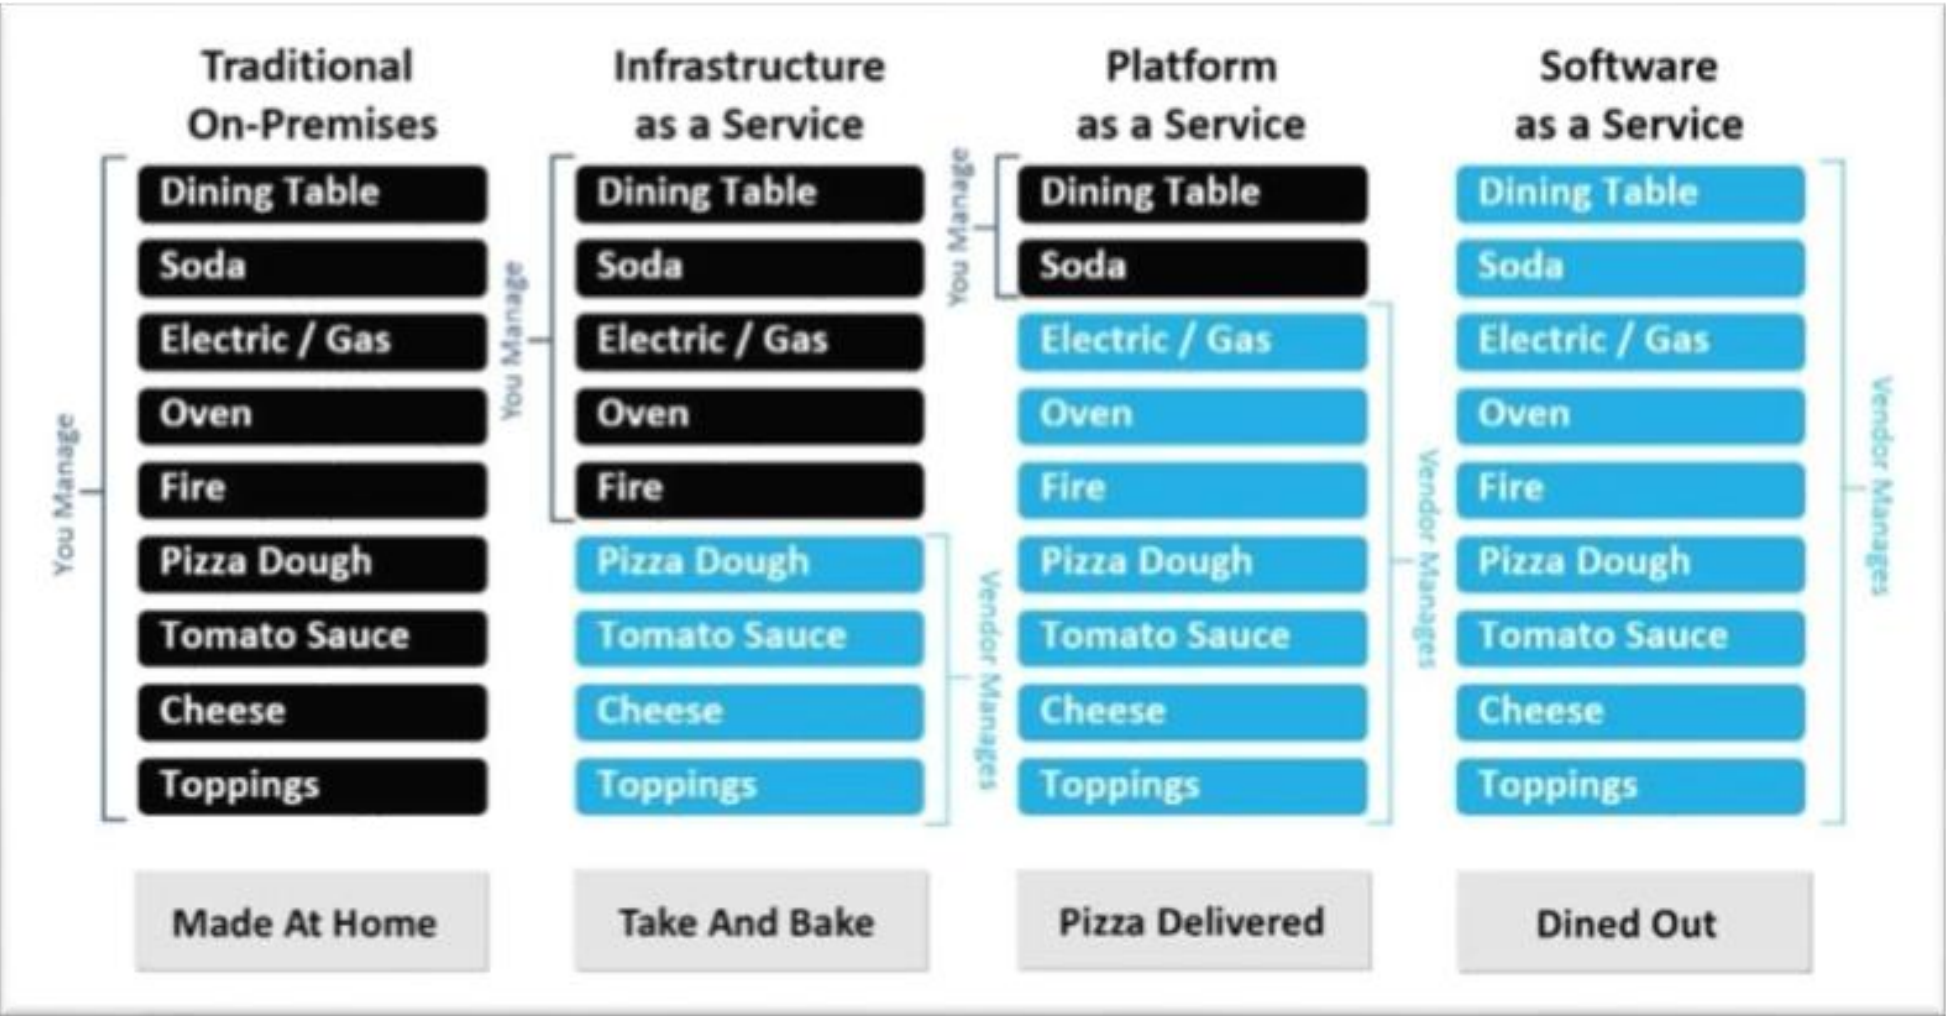 Traditional
On-Premises
You Manage
Dining Table
Soda
Electric / Gas
Oven
Fire
Pizza Dough
Tomato Sauce
Cheese
Toppings
Made At Home
Infrastructure
as a Service
You Manage
Dining Table
Soda
Electric / Gas
Oven
Fire
Pizza Dough
Tomato Sauce
Cheese
Toppings
Vendor Manages
Take And Bake
Platform
as a Service
You Manage
Dining Table
Soda
Electric / Gas
Oven
Fire
Pizza Dough
Tomato Sauce
Cheese
Toppings
Vendor Manages
Pizza Delivered
Software
as a Service
Dining Table
Soda
Electric / Gas
Oven
Fire
Pizza Dough
Tomato Sauce
Cheese
Toppings
Vendor Manages
Dined Out